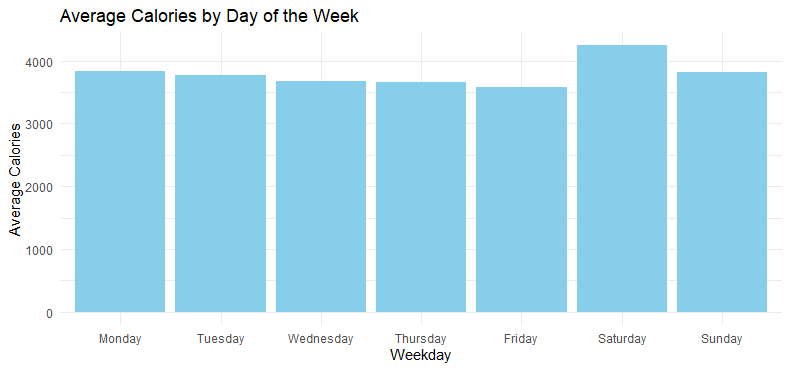 Average Calories by Day of the Week
Average Calories
4000
3000
2000
1000
0
Monday Tuesday Wednesday Thursday Friday Saturday Sunday
Weekday